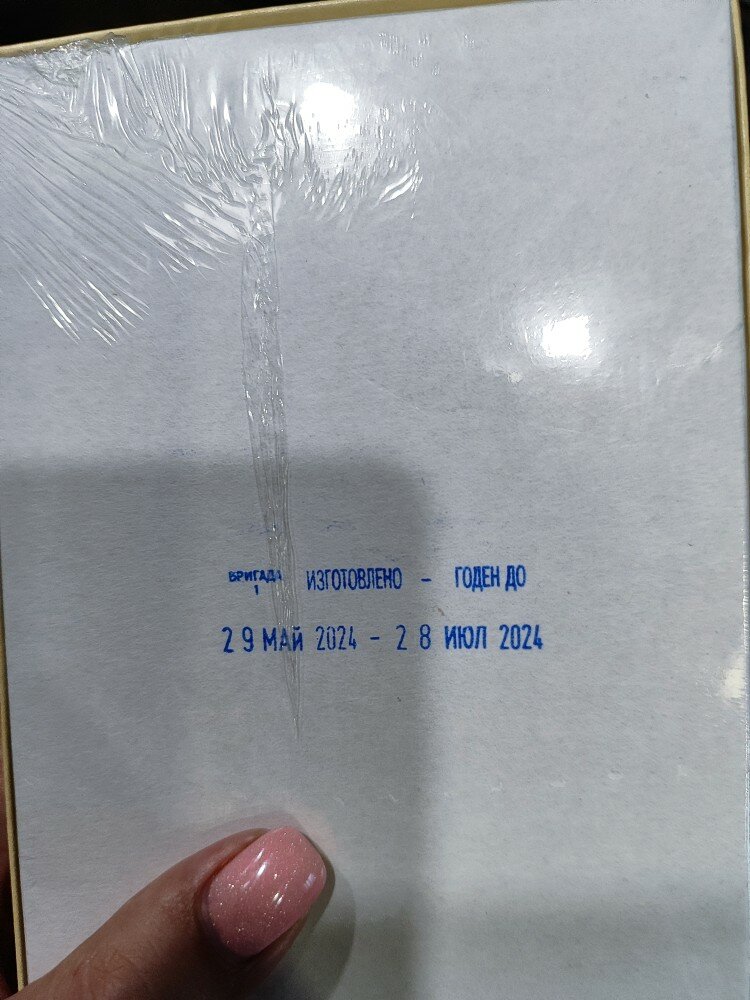 БРИГАДА ИЗГОТОВЛЕНО - ГОДЕН ДО
1
29 МАЙ 2024 - 28 ИЮЛ 2024